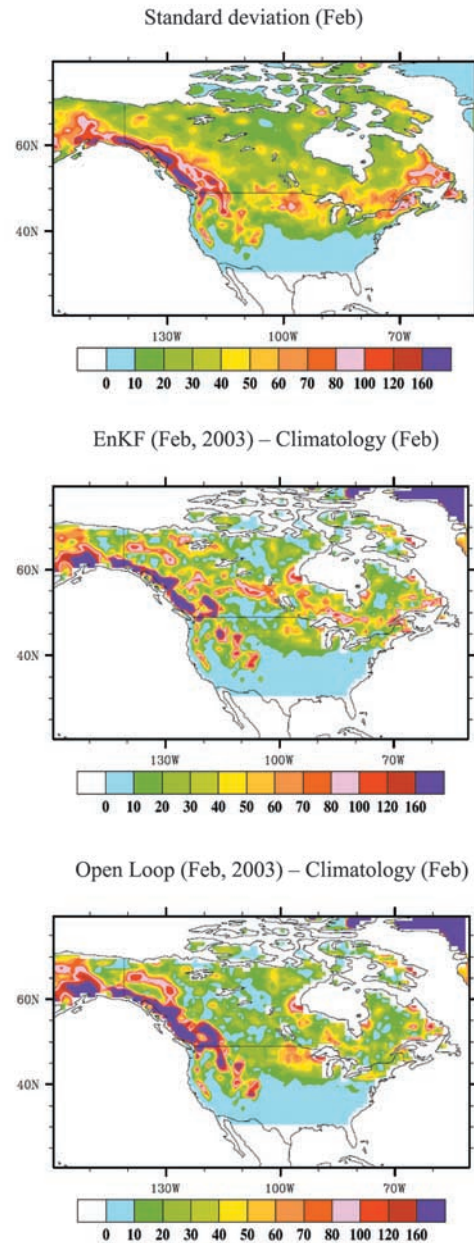 Standard deviation (Feb)
60N
40N
130W 100W 70W
0 10 20 30 40 50 60 70 80 100 120 160
EnKF (Feb, 2003) – Climatology (Feb)
60N
40N
130W 100W 70W
0 10 20 30 40 50 60 70 80 100 120 160
Open Loop (Feb, 2003) – Climatology (Feb)
60N
40N
130W 100W 70W
0 10 20 30 40 50 60 70 80 100 120 160